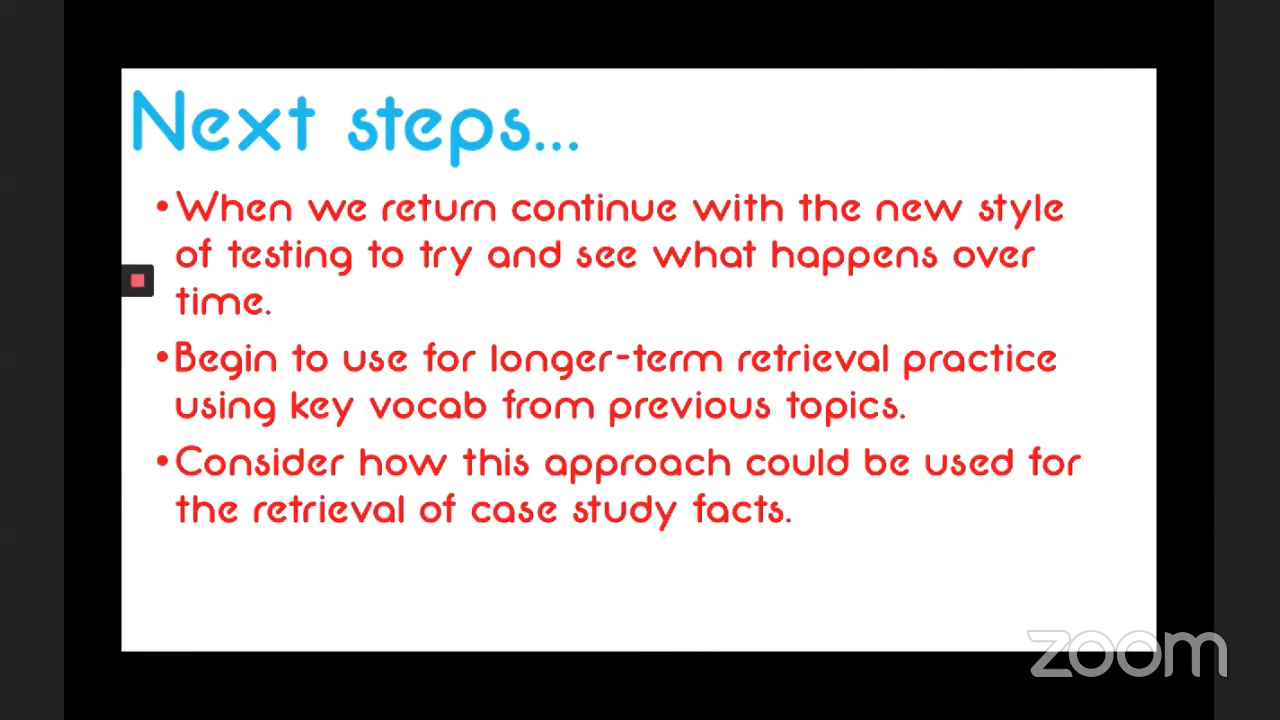 Next steps...
•When we return continue with the new style
of testing to try and see what happens over
time.
•Begin to use for longer-term retrieval practice
using key vocab from previous topics.
•Consider how this approach could be used for
the retrieval of case study facts.
zoom